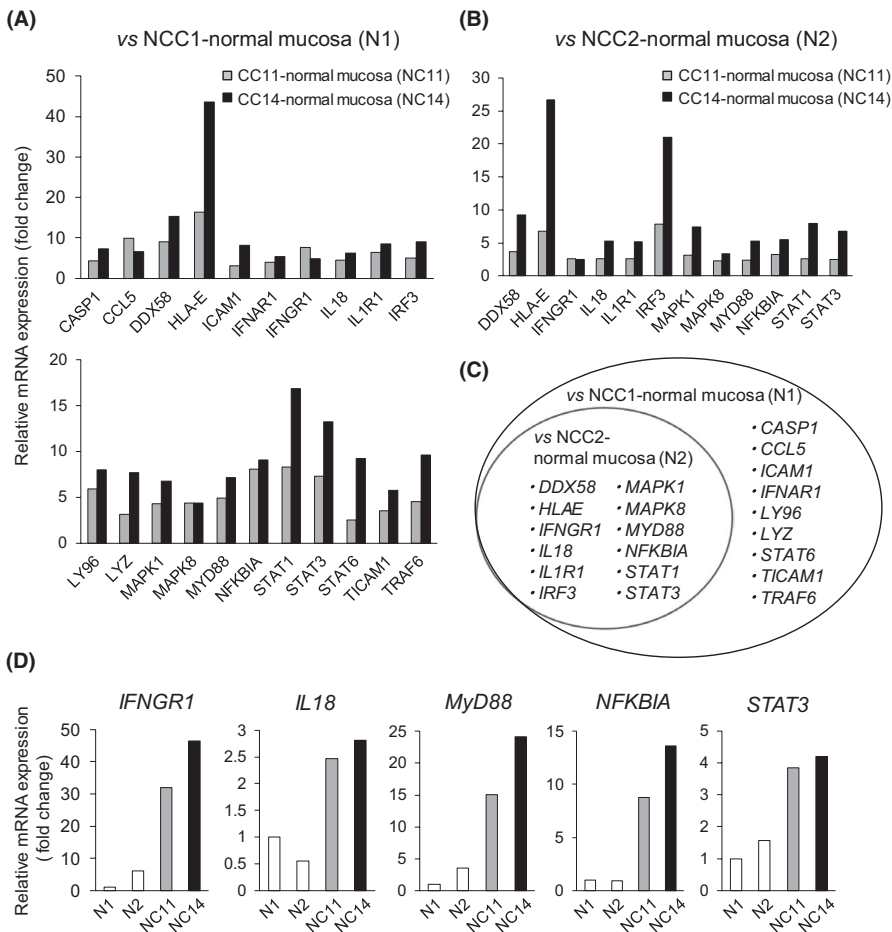 (A)
vs NCC1-normal mucosa (N1)
CC11-normal mucosa (NC11)
CC14-normal mucosa (NC14)
Relative mRNA expression (fold change)
50
40
30
20
10
0
CASP1
CCL5
DDX58
HLA-E
ICAM1
IFNAR1
IFNGR1
IL18
IL1R1
IRF3
20
15
10
5
0
LY96
LYZ
MAPK1
MAPK8
MYD88
NFKBIA
STAT1
STAT3
STAT6
TICAM1
TRAF6
(B)
vs NCC2-normal mucosa (N2)
CC11-normal mucosa (NC11)
CC14-normal mucosa (NC14)
30
25
20
15
10
5
0
DDX58
HLA-E
IFNGR1
IL18
IL1R1
IRF3
MAPK1
MAPK8
MYD88
NFKBIA
STAT1
STAT3
(C)
vs NCC1-normal mucosa (N1)
vs NCC2-
normal mucosa (N2)
・DDX58 ・MAPK1
・HLAE ・MAPK8
・IFNGR1 ・MYD88
・IL18 ・NFKBIA
・IL1R1 ・STAT1
・IRF3 ・STAT3
・CASP1
・CCL5
・ICAM1
・IFNAR1
・LY96
・LYZ
・STAT6
・TICAM1
・TRAF6
(D)
Relative mRNA expression
(fold change)
IFNGR1
50
40
30
20
10
0
N1
N2
NC11
NC14
IL18
3
2.5
2
1.5
1
0.5
0
N1
N2
NC11
NC14
MyD88
25
20
15
10
5
0
N1
N2
NC11
NC14
NFKBIA
15
10
5
0
N1
N2
NC11
NC14
STAT3
5
4
3
2
1
0
N1
N2
NC11
NC14